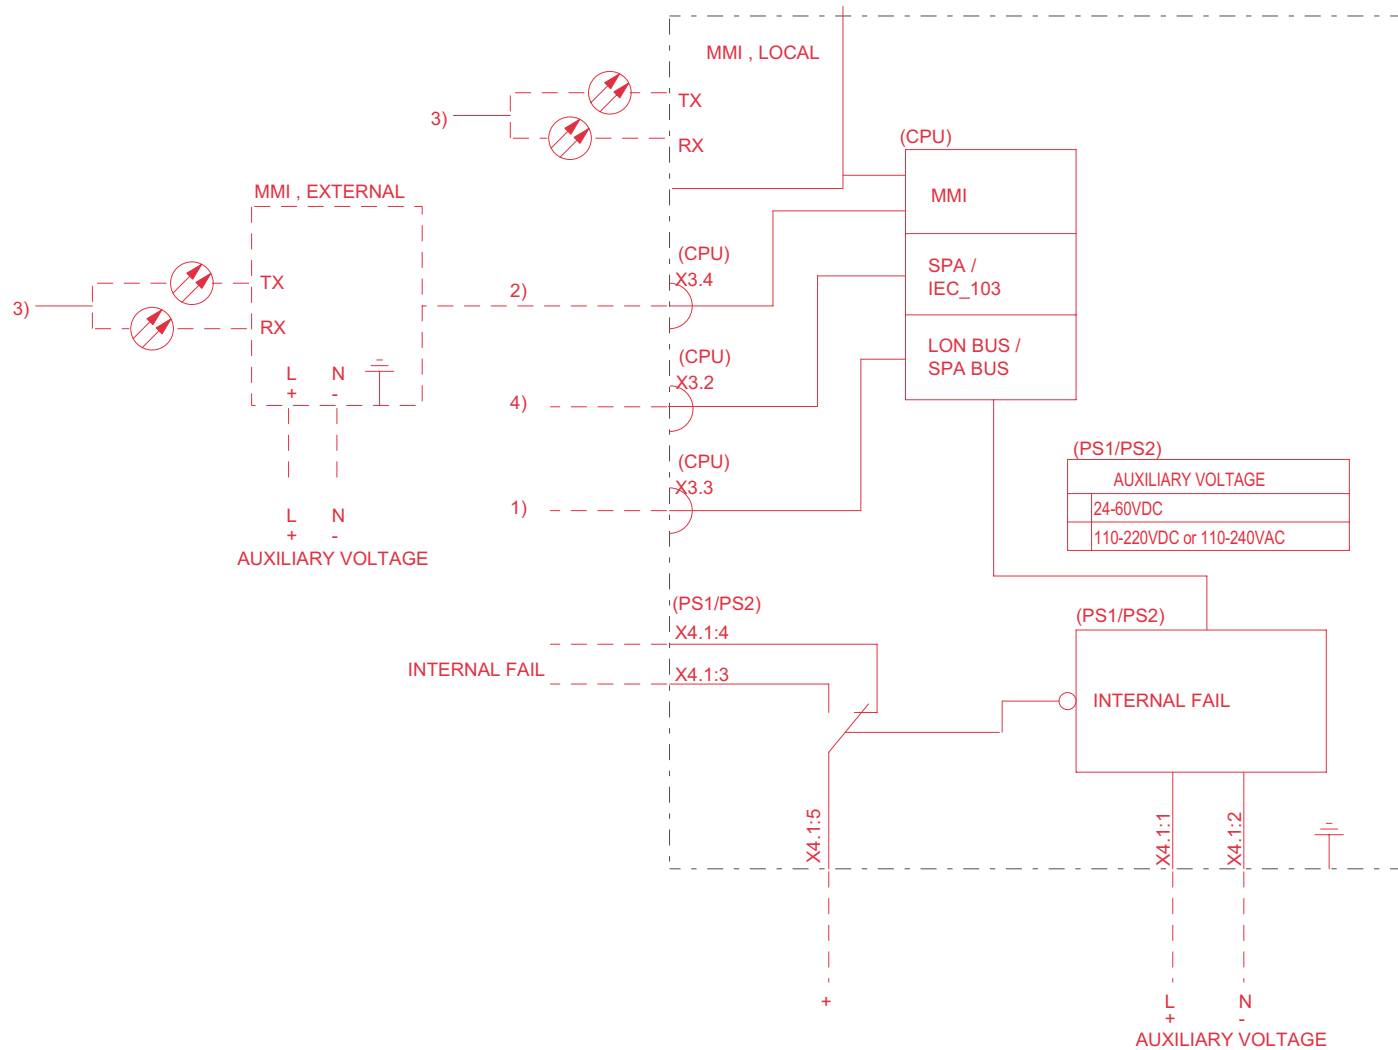 MMI , LOCAL
TX
3)
RX
(CPU)
MMI
SPA /
IEC_103
LON BUS /
SPA BUS
MMI , EXTERNAL
TX
3)
RX
L N
+ -
L N
+ -
AUXILIARY VOLTAGE
(CPU)
X3.4
2)
(CPU)
X3.2
4)
(CPU)
X3.3
1)
(PS1/PS2)
AUXILIARY VOLTAGE
24-60VDC
110-220VDC or 110-240VAC
(PS1/PS2)
X4.1:4
INTERNAL FAIL
X4.1:3
(PS1/PS2)
INTERNAL FAIL
X4.1:5
X4.1:1
X4.1:2
+
L N
+ -
AUXILIARY VOLTAGE